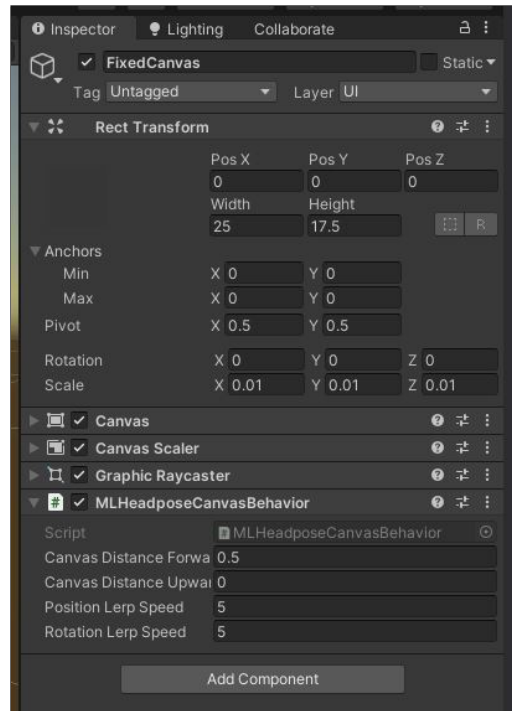 Inspector Lighting Collaborate
FixedCanvas Static
Tag Untagged Layer UI
Rect Transform
Pos X Pos Y Pos Z
0 0 0
Width Height
25 17.5 R
Anchors
Min X 0 Y 0
Max X 0 Y 0
Pivot X 0.5 Y 0.5
Rotation X 0 Y 0 Z 0
Scale X 0.01 Y 0.01 Z 0.01
Canvas
Canvas Scaler
Graphic Raycaster
# MLHeadposeCanvasBehavior
Script MLHeadposeCanvasBehavior
Canvas Distance Forwa 0.5
Canvas Distance Upwar 0
Position Lerp Speed 5
Rotation Lerp Speed 5
Add Component